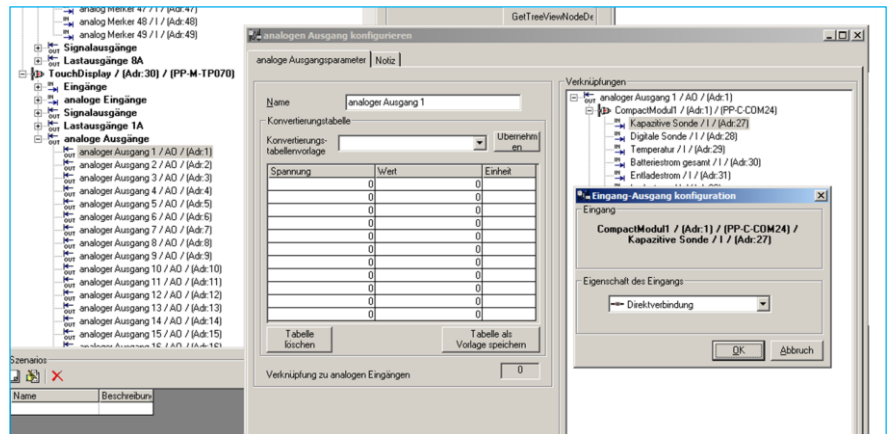 analog Merker 47 / I / (Adr:47)
analog Merker 48 / I / (Adr:48)
analog Merker 49 / I / (Adr:49)
Signalausgänge
Lastausgänge 8A
TouchDisplay / (Adr:30) / (PP-M-TP070)
Eingänge
analoge Eingänge
Signalausgänge
Lastausgänge 1A
analoge Ausgänge
analoger Ausgang 1 / AO / (Adr:1)
analoger Ausgang 2 / AO / (Adr:2)
analoger Ausgang 3 / AO / (Adr:3)
analoger Ausgang 4 / AO / (Adr:4)
analoger Ausgang 5 / AO / (Adr:5)
analoger Ausgang 6 / AO / (Adr:6)
analoger Ausgang 7 / AO / (Adr:7)
analoger Ausgang 8 / AO / (Adr:8)
analoger Ausgang 9 / AO / (Adr:9)
analoger Ausgang 10 / AO / (Adr:10)
analoger Ausgang 11 / AO / (Adr:11)
analoger Ausgang 12 / AO / (Adr:12)
analoger Ausgang 13 / AO / (Adr:13)
analoger Ausgang 14 / AO / (Adr:14)
analoger Ausgang 15 / AO / (Adr:15)
analoger Ausgang 16 / AO / (Adr:16)
Szenarios
Name Beschreibun
GetTreeViewNodeDe
analogen Ausgang konfigurieren
analoge Ausgangsparameter Notiz
Name analoger Ausgang 1
Konvertierungstabelle
Konvertierungs-
tabellenvorlage
Übernehm
en
Spannung Wert Einheit
0 0
0 0
0 0
0 0
0 0
0 0
0 0
0 0
0 0
0 0
0 0
Tabelle
löschen
Tabelle als
Vorlage speichern
Verknüpfung zu analogen Eingängen 0
Verknüpfungen
analoger Ausgang 1 / AO / (Adr:1)
CompactModul1 / (Adr:1) / (PP-C-COM24)
Kapazitive Sonde / I / (Adr:27)
Digitale Sonde / I / (Adr:28)
Temperatur / I / (Adr:29)
Batteriestrom gesamt / I / (Adr:30)
Entladestrom / I / (Adr:31)
Eingang-Ausgang konfiguration
Eingang
CompactModul1 / (Adr:1) / (PP-C-COM24) /
Kapazitive Sonde / I / (Adr:27)
Eigenschaft des Eingangs
Direktverbindung
OK Abbruch